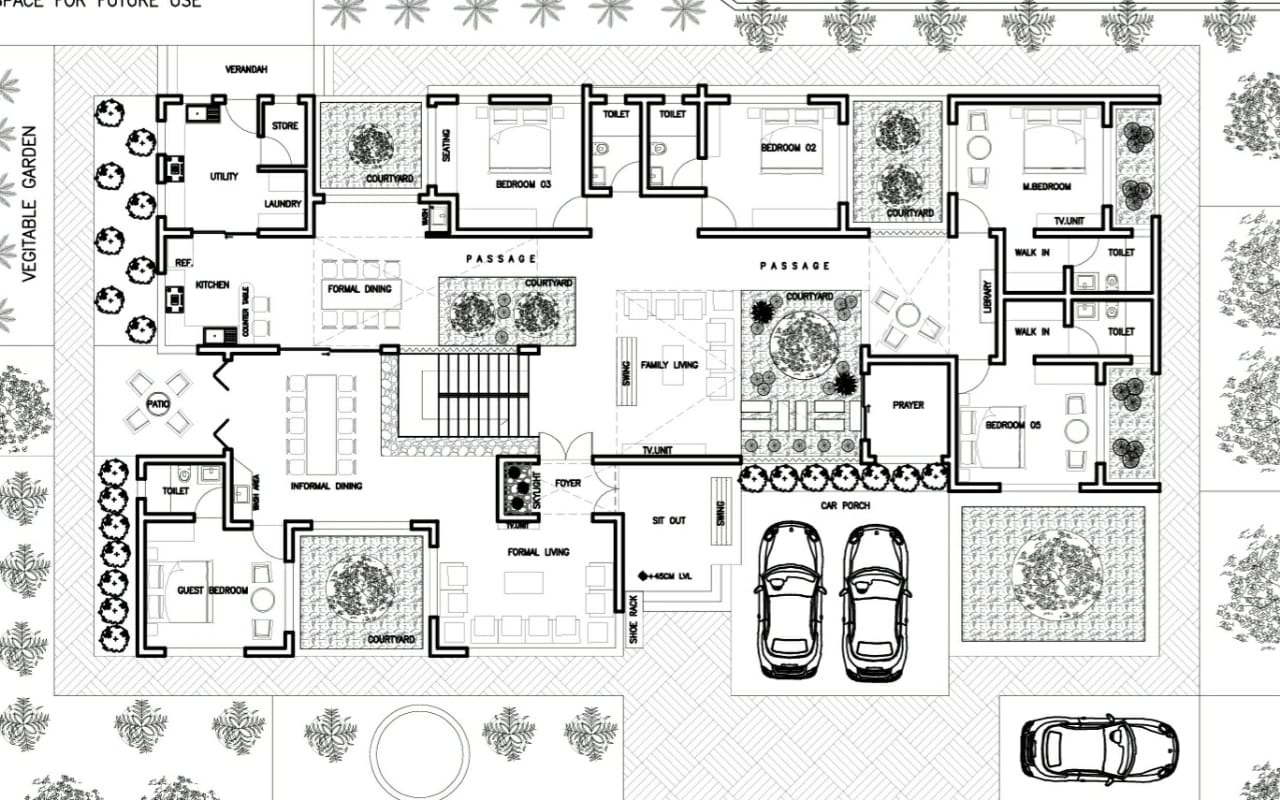 SPACE FOR FUTURE USE
VERANDAH
TOILET
TOILET
STORE
SEATING
BEDROOM 02
COURTYARD
UTILITY
BEDROOM 03
M.BEDROOM
LAUNDRY
WASH
COURTYARD
TV.UNIT
VEGITABLE GARDEN
REF.
PASSAGE
PASSAGE
WALK IN
TOILET
KITCHEN
FORMAL DINING
COURTYARD
COURTYARD
LIBRARY
COUNTER TABLE
WALK IN
TOILET
SWING
FAMILY LIVING
PATIO
PRAYER
BEDROOM 05
TV.UNIT
TOILET
WASH AREA
INFORMAL DINING
SKYLIGHT
FOYER
CAR PORCH
TV.UNIT
SIT OUT
SWING
FORMAL LIVING
+45CM LVL
GUEST BEDROOM
SHOE RACK
COURTYARD